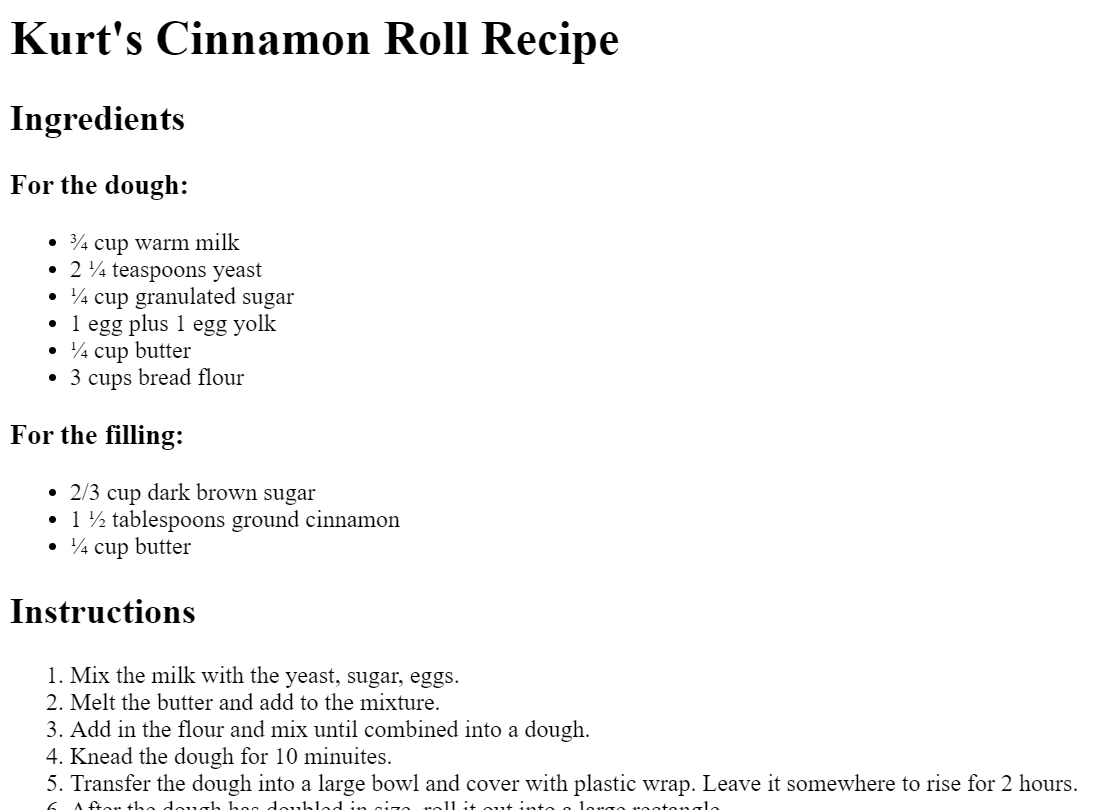 Kurt's Cinnamon Roll Recipe
Ingredients
For the dough:
• ¾ cup warm milk
• 2 ¼ teaspoons yeast
• ¼ cup granulated sugar
• 1 egg plus 1 egg yolk
• ¼ cup butter
• 3 cups bread flour
For the filling:
• 2/3 cup dark brown sugar
• 1 ½ tablespoons ground cinnamon
• ¼ cup butter
Instructions
1. Mix the milk with the yeast, sugar, eggs.
2. Melt the butter and add to the mixture.
3. Add in the flour and mix until combined into a dough.
4. Knead the dough for 10 minuites.
5. Transfer the dough into a large bowl and cover with plastic wrap. Leave it somewhere to rise for 2 hours.
6. After the dough has doubled in size, roll it out into a large rectangle